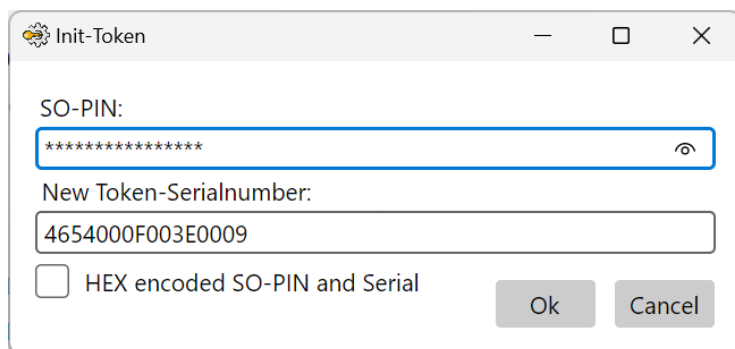 Init-Token
SO-PIN:
****************
New Token-Serialnumber:
4654000F003E0009
HEX encoded SO-PIN and Serial
Ok
Cancel